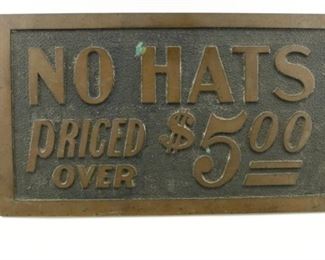 NO HATS
PRICED OVER $5.00